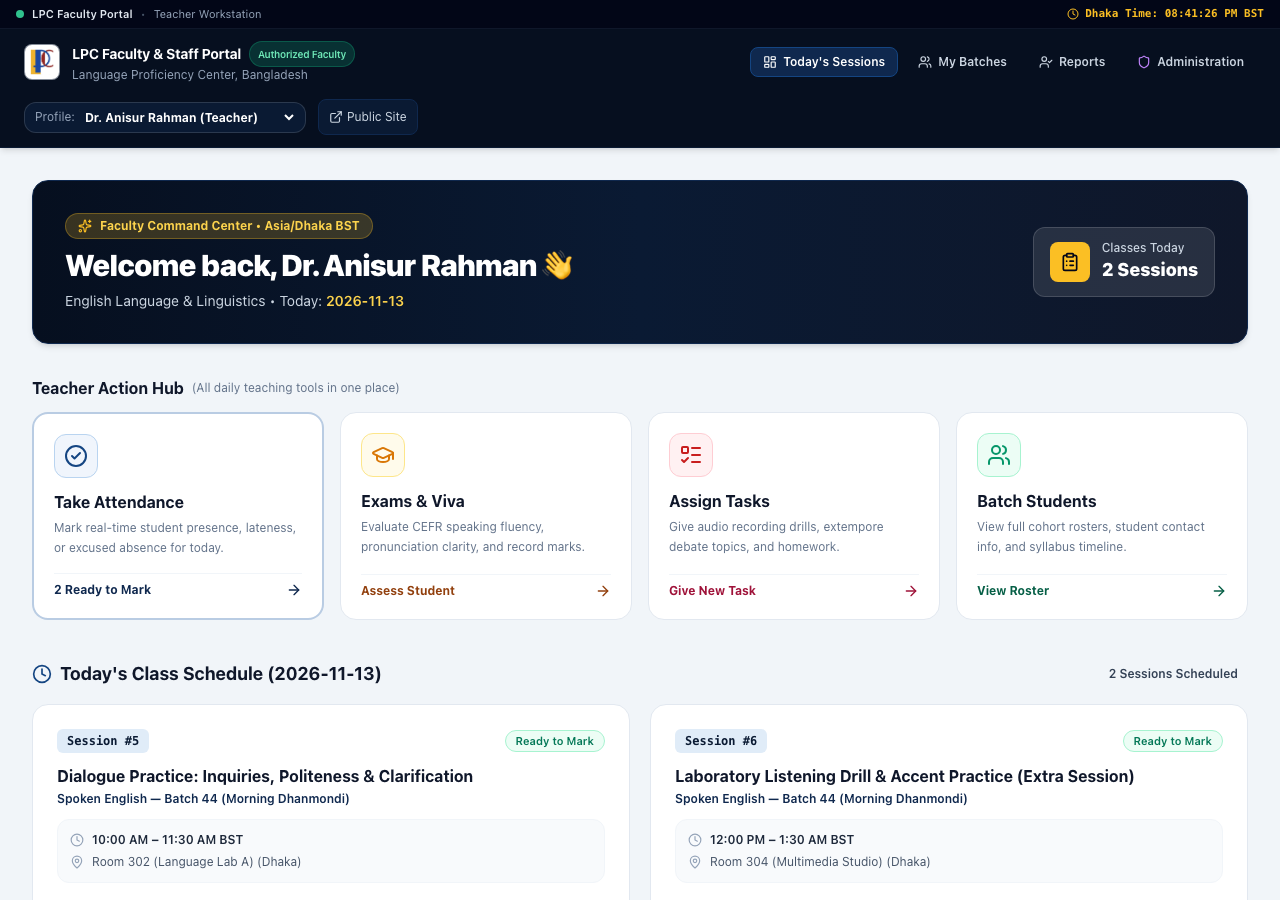 LPC Faculty Portal · Teacher Workstation
Dhaka Time: 08:41:26 PM BST
LPC Faculty & Staff Portal Authorized Faculty
Language Proficiency Center, Bangladesh
Today's Sessions
My Batches
Reports
Administration
Profile: Dr. Anisur Rahman (Teacher)
Public Site
Faculty Command Center • Asia/Dhaka BST
Welcome back, Dr. Anisur Rahman 👋
English Language & Linguistics • Today: 2026-11-13
Classes Today
2 Sessions
Teacher Action Hub (All daily teaching tools in one place)
Take Attendance
Mark real-time student presence, lateness,
or excused absence for today.
2 Ready to Mark
Exams & Viva
Evaluate CEFR speaking fluency,
pronunciation clarity, and record marks.
Assess Student
Assign Tasks
Give audio recording drills, extempore
debate topics, and homework.
Give New Task
Batch Students
View full cohort rosters, student contact
info, and syllabus timeline.
View Roster
Today's Class Schedule (2026-11-13)
2 Sessions Scheduled
Session #5
Ready to Mark
Dialogue Practice: Inquiries, Politeness & Clarification
Spoken English — Batch 44 (Morning Dhanmondi)
10:00 AM – 11:30 AM BST
Room 302 (Language Lab A) (Dhaka)
Session #6
Ready to Mark
Laboratory Listening Drill & Accent Practice (Extra Session)
Spoken English — Batch 44 (Morning Dhanmondi)
12:00 PM – 1:30 AM BST
Room 304 (Multimedia Studio) (Dhaka)